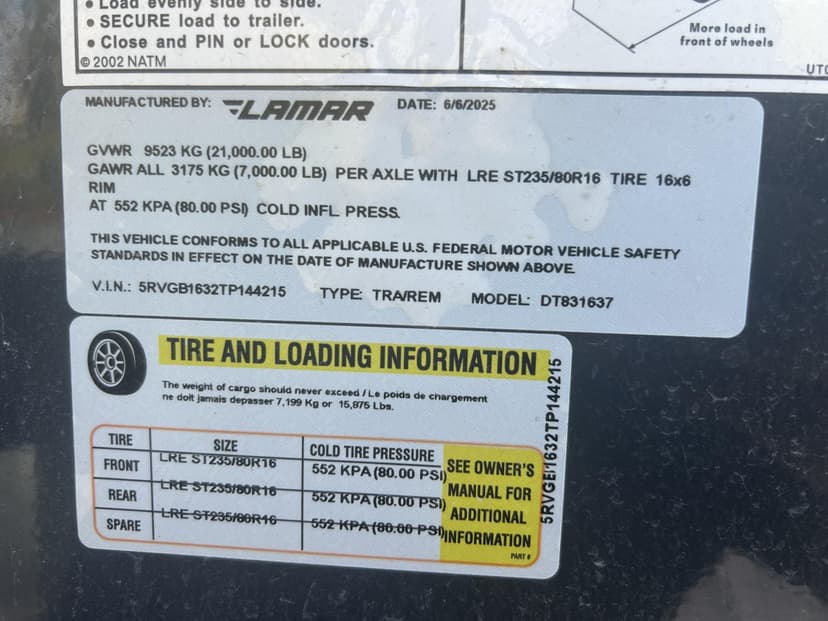 • Load evenly side to side.
• SECURE load to trailer.
• Close and PIN or LOCK doors.
© 2002 NATM
More load in
front of wheels
MANUFACTURED BY: LAMAR DATE: 6/6/2025
GVWR 9523 KG (21,000.00 LB)
GAWR ALL 3175 KG (7,000.00 LB) PER AXLE WITH LRE ST235/80R16 TIRE 16x6
RIM
AT 552 KPA (80.00 PSI) COLD INFL. PRESS.
THIS VEHICLE CONFORMS TO ALL APPLICABLE U.S. FEDERAL MOTOR VEHICLE SAFETY
STANDARDS IN EFFECT ON THE DATE OF MANUFACTURE SHOWN ABOVE.
V.I.N.: 5RVGB1632TP144215 TYPE: TRA/REM MODEL: DT831637
TIRE AND LOADING INFORMATION
The weight of cargo should never exceed / Le poids de chargement
ne doit jamais depasser 7,199 Kg or 15,875 Lbs.
TIRE SIZE COLD TIRE PRESSURE
FRONT LRE ST235/80R16 552 KPA (80.00 PSI)
REAR LRE ST235/80R16 552 KPA (80.00 PSI)
SPARE LRE ST235/80R16 552 KPA (80.00 PSI)
SEE OWNER'S
MANUAL FOR
ADDITIONAL
INFORMATION
PART #
5RVGB1632TP144215